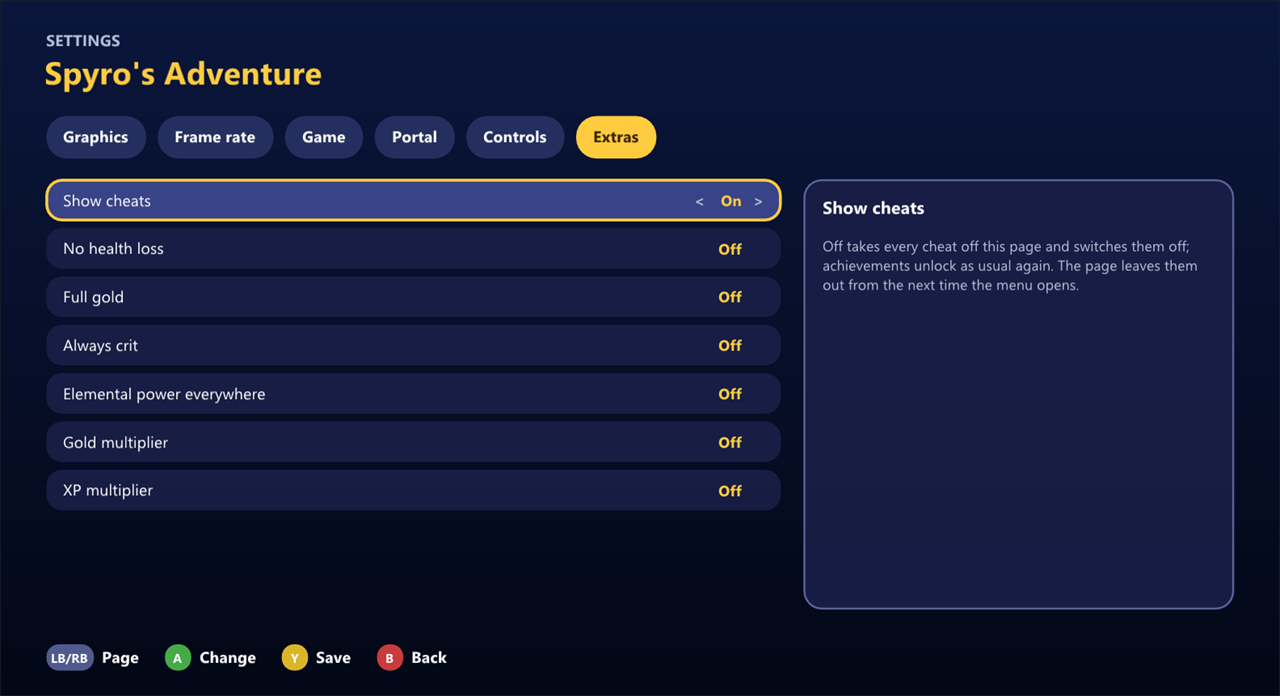 SETTINGS
Spyro's Adventure
Graphics Frame rate Game Portal Controls Extras
Show cheats < On >
No health loss Off
Full gold Off
Always crit Off
Elemental power everywhere Off
Gold multiplier Off
XP multiplier Off
Show cheats
Off takes every cheat off this page and switches them off;
achievements unlock as usual again. The page leaves them
out from the next time the menu opens.
LB/RB Page A Change Y Save B Back